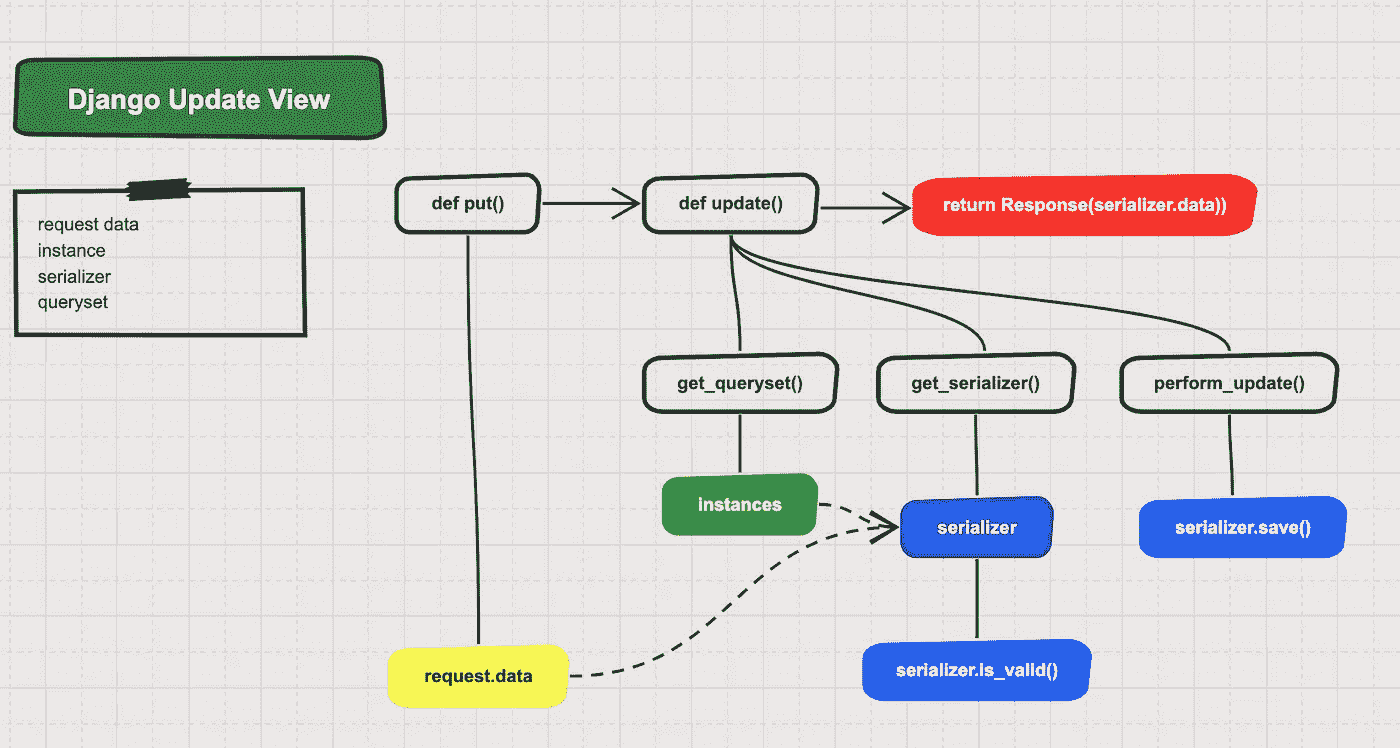 Django Update View
request data
instance
serializer
queryset
def put()
def update()
return Response(serializer.data))
get_queryset()
get_serializer()
perform_update()
instances
serializer
serializer.save()
request.data
serializer.is_valid()